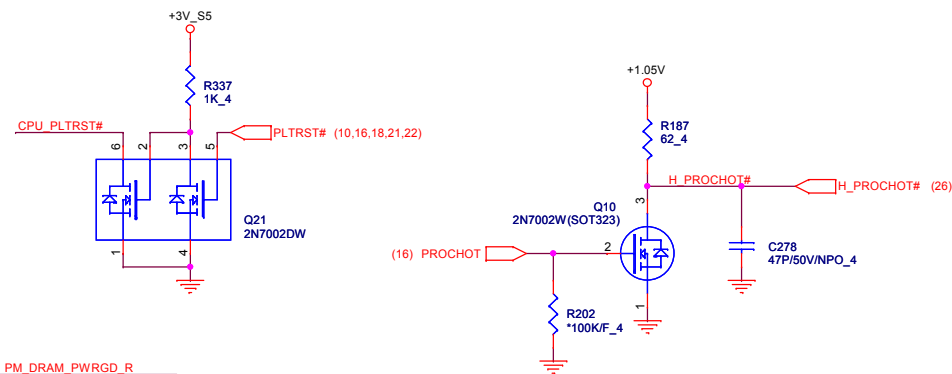 +3V_S5
R337
1K_4
CPU_PLTRST#
6
2
3
5
PLTRST# (10,16,18,21,22)
Q21
2N7002DW
1
4
+1.05V
R187
62_4
H_PROCHOT#
H_PROCHOT# (26)
3
Q10
2N7002W(SOT323)
(16) PROCHOT
2
1
C278
47P/50V/NPO_4
R202
*100K/F_4
PM_DRAM_PWRGD_R